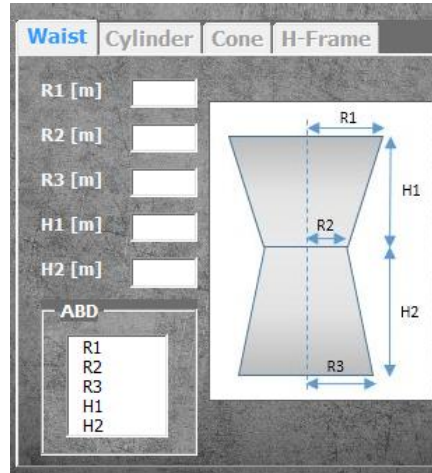 Waist Cylinder Cone H-Frame
R1 [m]
R2 [m]
R3 [m]
H1 [m]
H2 [m]
ABD
R1
R2
R3
H1
H2
R1
H1
R2
H2
R3